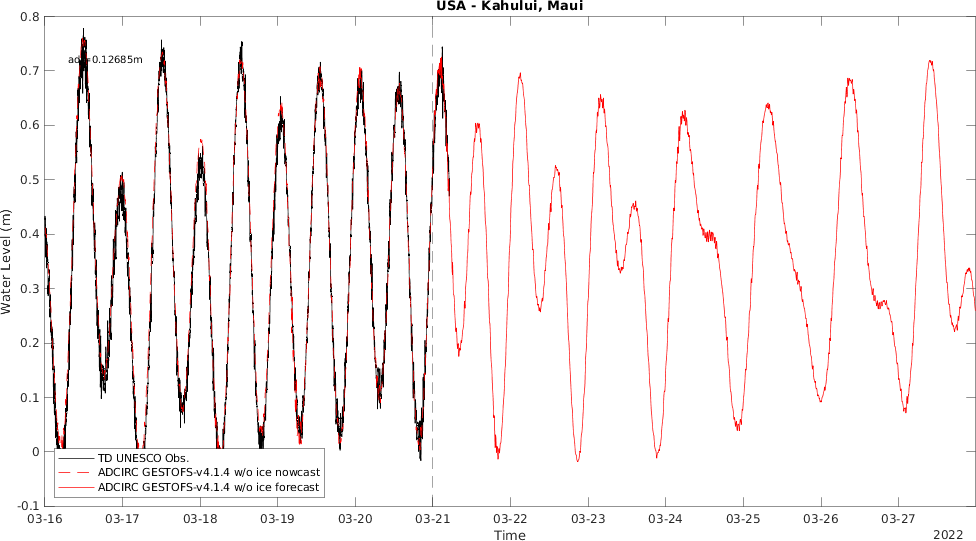 USA - Kahului, Maui
0.8
0.7
0.6
0.5
0.4
0.3
0.2
0.1
0
-0.1
Water Level (m)
=0.12685m
TD UNESCO Obs.
ADCIRC GESTOFS-v4.1.4 w/o ice nowcast
ADCIRC GESTOFS-v4.1.4 w/o ice forecast
03-16 03-17 03-18 03-19 03-20 03-21 03-22 03-23 03-24 03-25 03-26 03-27
Time
2022